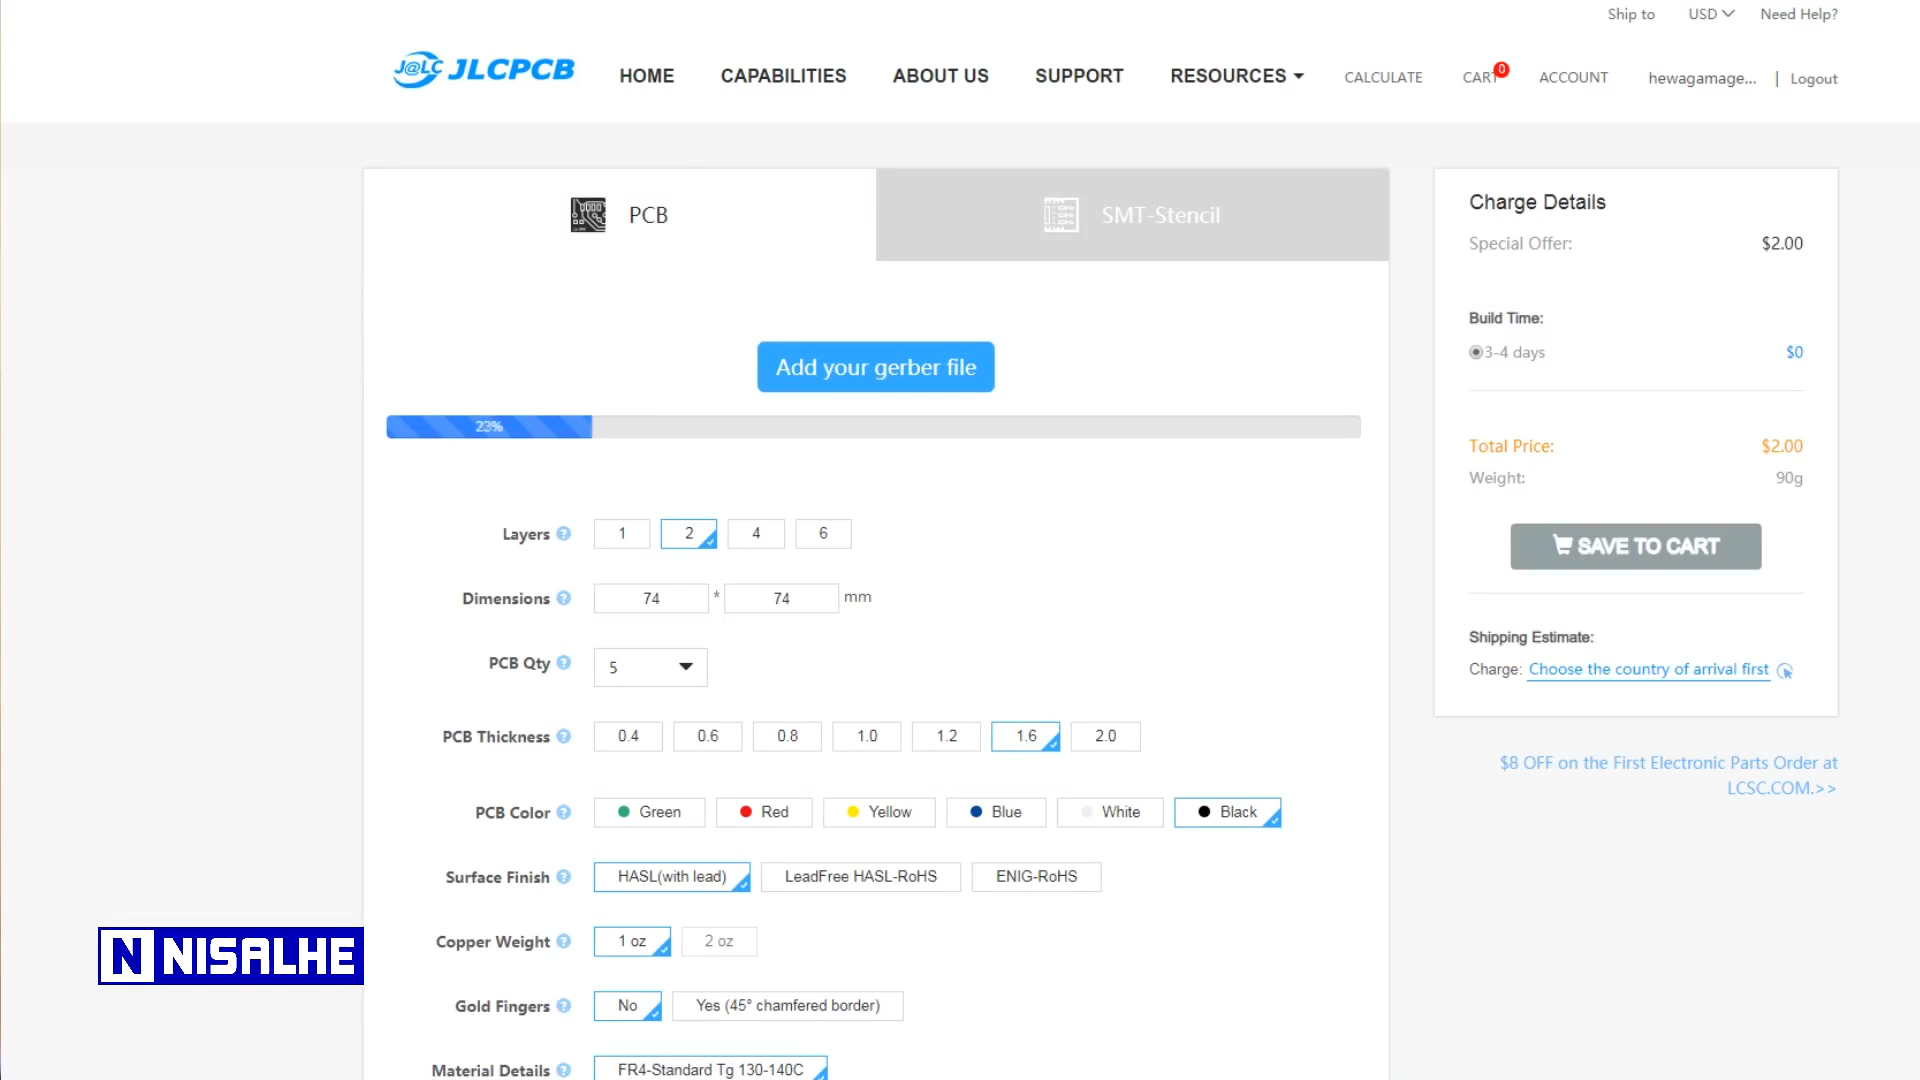 Ship to USD Need Help?
J@LC JLCPCB HOME CAPABILITIES ABOUT US SUPPORT RESOURCES CALCULATE CART 0 ACCOUNT hewagamage... | Logout
PCB SMT-Stencil
Add your gerber file
23%
Layers ? 1 2 4 6
Dimensions ? 74 * 74 mm
PCB Qty ? 5
PCB Thickness ? 0.4 0.6 0.8 1.0 1.2 1.6 2.0
PCB Color ? Green Red Yellow Blue White Black
Surface Finish ? HASL(with lead) LeadFree HASL-RoHS ENIG-RoHS
Copper Weight ? 1 oz 2 oz
Gold Fingers ? No Yes (45° chamfered border)
Material Details ? FR4-Standard Tg 130-140C
Charge Details
Special Offer: $2.00
Build Time:
3-4 days $0
Total Price: $2.00
Weight: 90g
SAVE TO CART
Shipping Estimate:
Charge: Choose the country of arrival first
$8 OFF on the First Electronic Parts Order at
LCSC.COM.>>
N NISALHE